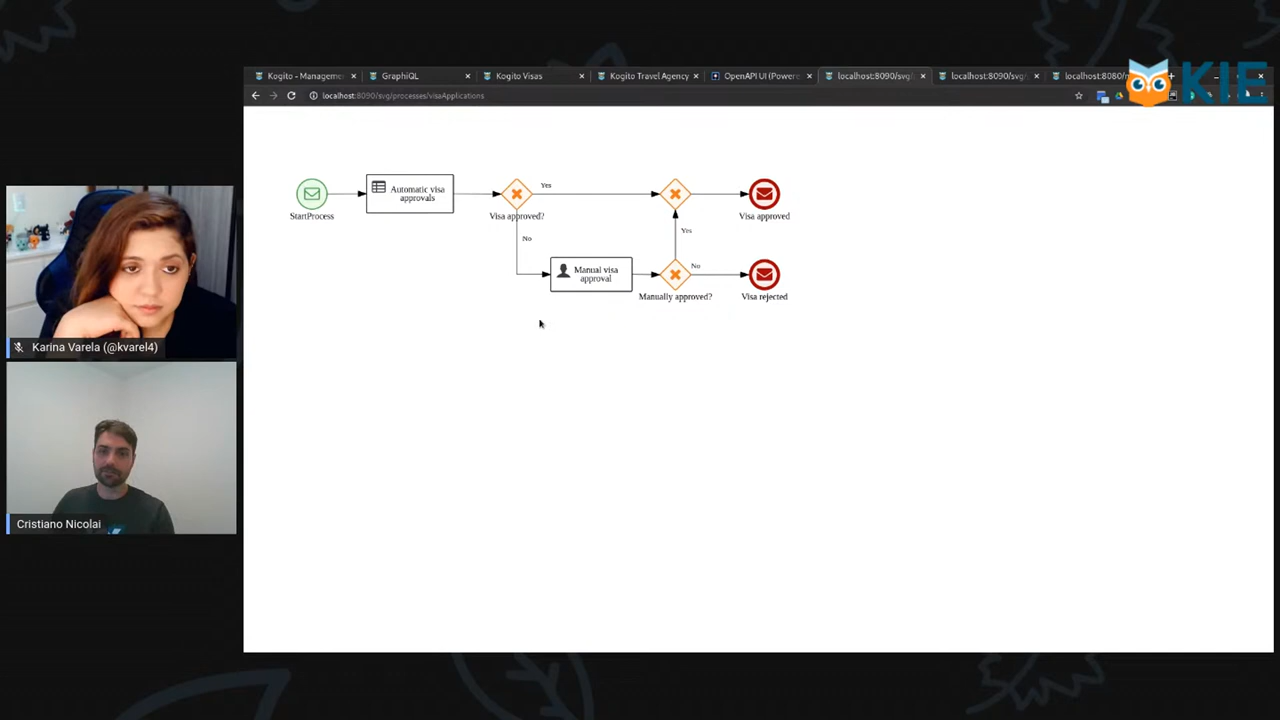 Kogito - Manageme
GraphiQL
Kogito Visas
Kogito Travel Agency
OpenAPI UI (Powere
localhost:8090/svg/
localhost:8090/svg/
localhost:8080/
KIE
localhost:8090/svg/processes/visaApplications
StartProcess
Automatic visa
approvals
Visa approved?
Yes
No
Manual visa
approval
Manually approved?
Yes
No
Visa approved
Visa rejected
Karina Varela (@kvarel4)
Cristiano Nicolai